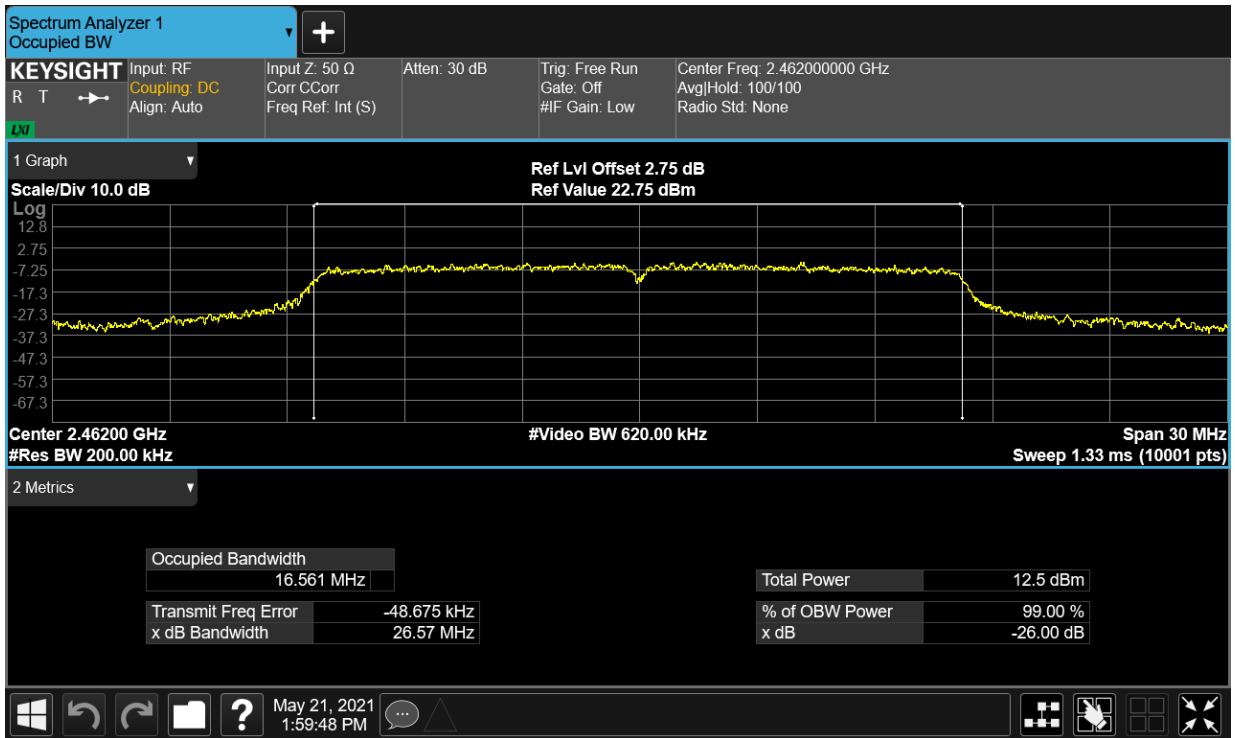 Spectrum Analyzer 1
Occupied BW
▼
+
KEYSIGHT
R T
LXI
Input: RF
Coupling: DC
Align: Auto
Input Z: 50 Ω
Corr CCorr
Freq Ref: Int (S)
Atten: 30 dB
Trig: Free Run
Gate: Off
#IF Gain: Low
Center Freq: 2.462000000 GHz
Avg|Hold: 100/100
Radio Std: None
1 Graph ▼
Scale/Div 10.0 dB
Ref Lvl Offset 2.75 dB
Ref Value 22.75 dBm
Log
12.8
2.75
-7.25
-17.3
-27.3
-37.3
-47.3
-57.3
-67.3
Center 2.46200 GHz
#Res BW 200.00 kHz
#Video BW 620.00 kHz
Span 30 MHz
Sweep 1.33 ms (10001 pts)
2 Metrics ▼
Occupied Bandwidth
16.561 MHz
Transmit Freq Error -48.675 kHz
x dB Bandwidth 26.57 MHz
Total Power 12.5 dBm
% of OBW Power 99.00 %
x dB -26.00 dB
?
May 21, 2021
1:59:48 PM